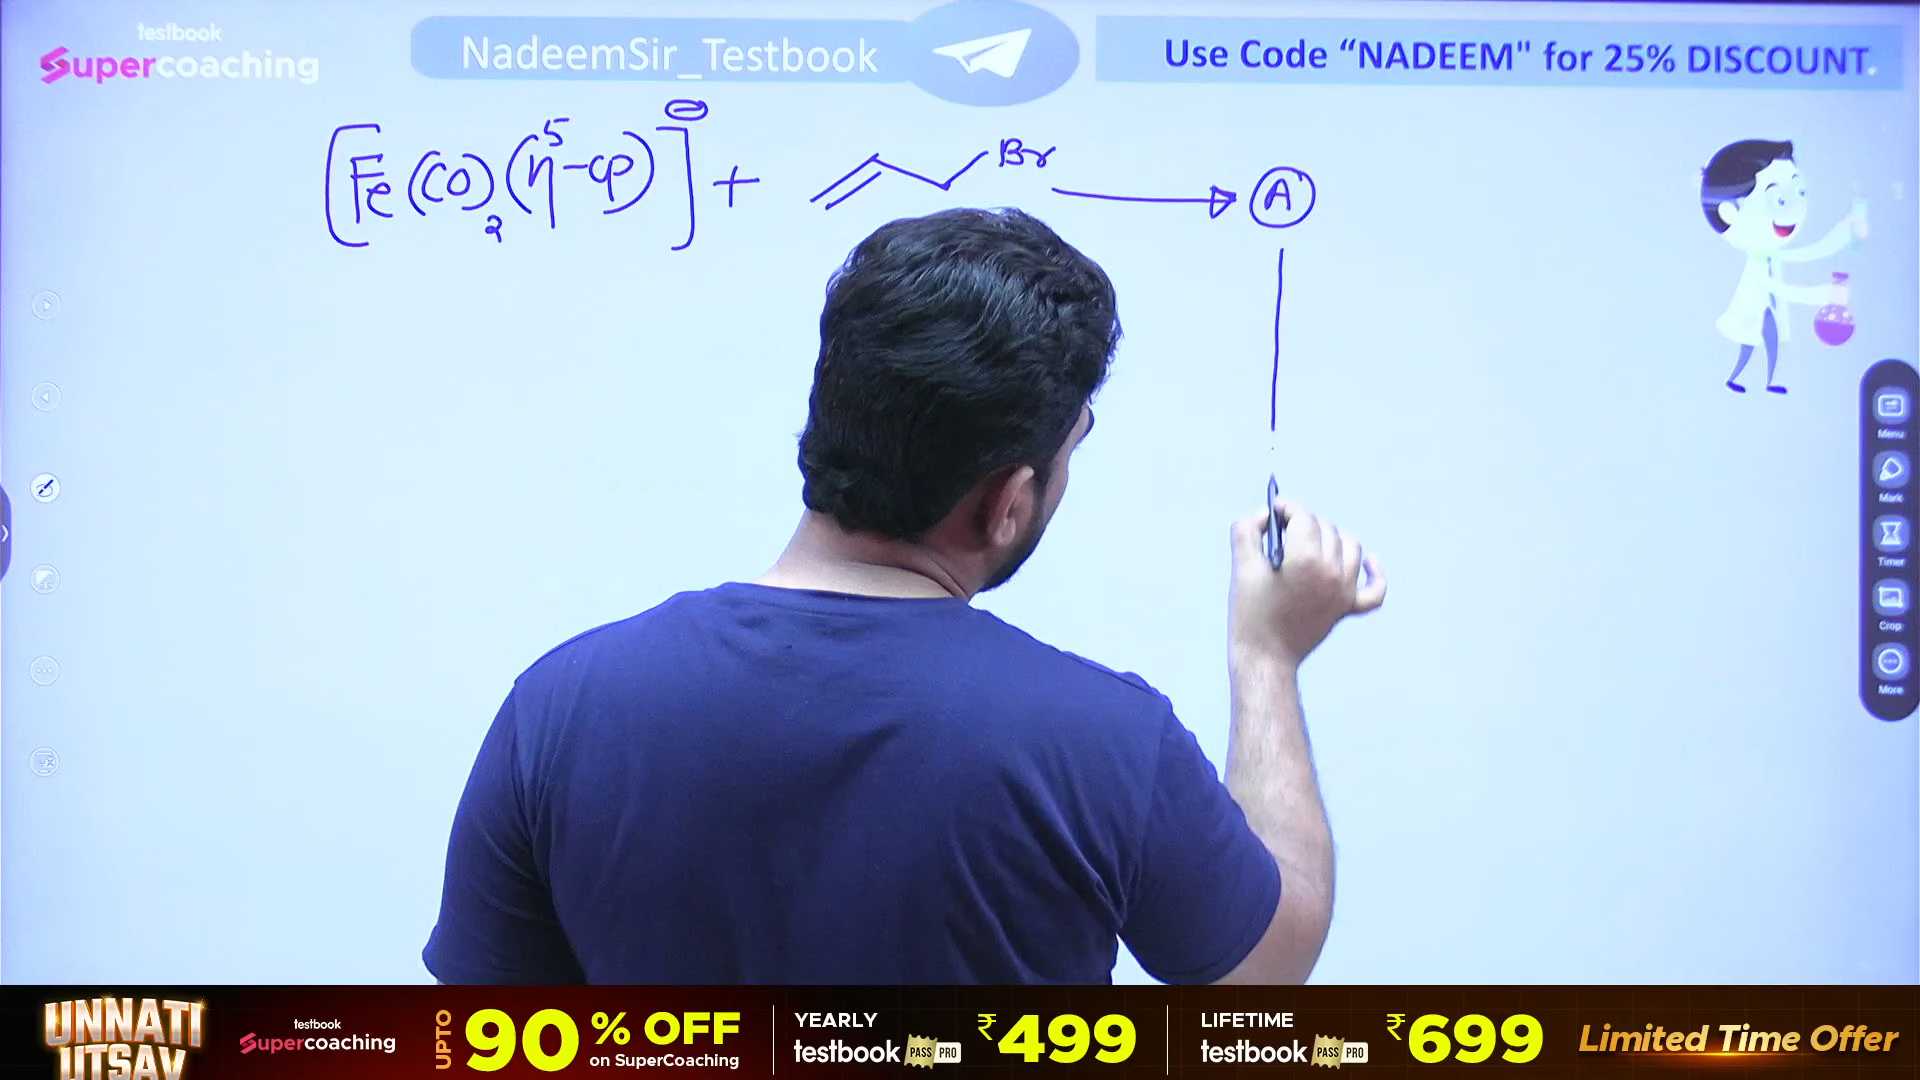 testbook
Supercoaching
NadeemSir_Testbook
Use Code “NADEEM" for 25% DISCOUNT.
[Fe(CO)₂(η⁵-cp)]⊖ + Br → A
Menu
Mark
Timer
Crop
More
UNNATI
UTSAV
testbook
Supercoaching
UPTO 90% OFF
on SuperCoaching
YEARLY
testbook PASS PRO
₹499
LIFETIME
testbook PASS PRO
₹699
Limited Time Offer